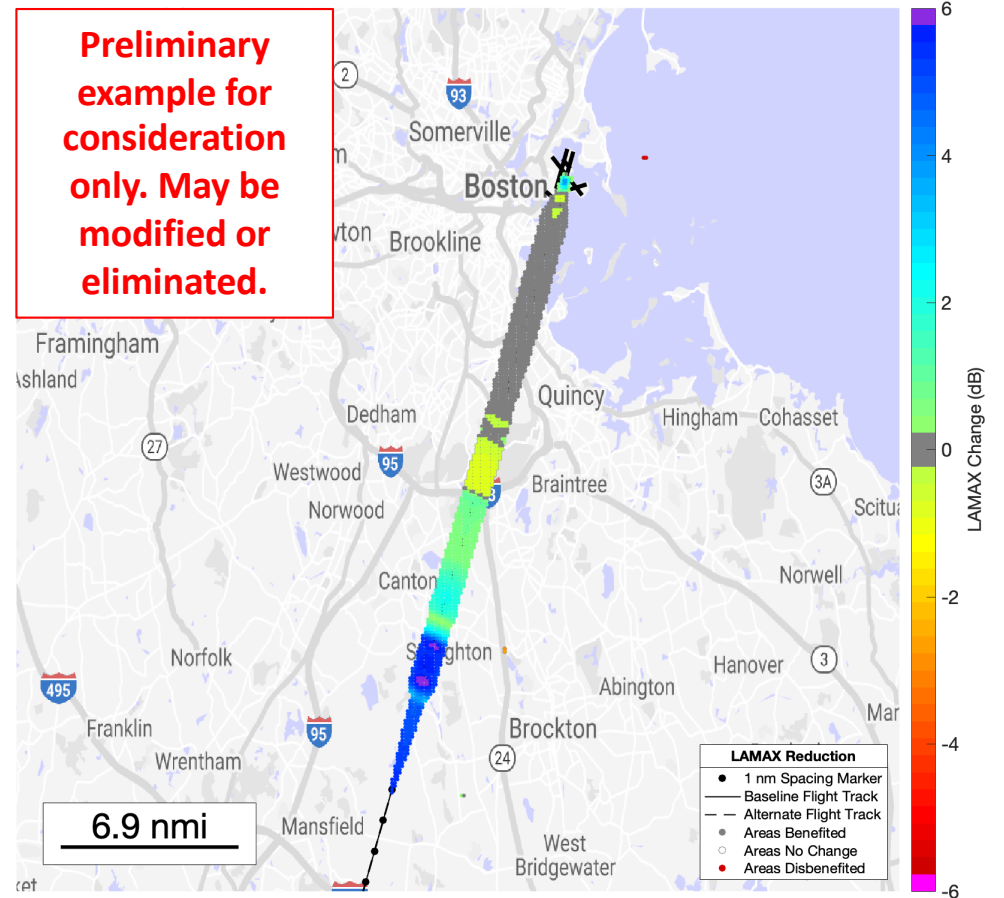 Preliminary
example for
consideration
only. May be
modified or
eliminated.
2
93
Somerville
Boston
Brookline
Framingham
Ashland
Dedham
Quincy
Hingham
Cohasset
27
95
Westwood
Norwood
Braintree
3A
Canton
Norwell
Norfolk
Hanover
3
495
Abington
Franklin
95
Brockton
Wrentham
24
6.9 nmi
Mansfield
West
Bridgewater
LAMAX Reduction
1 nm Spacing Marker
Baseline Flight Track
Alternate Flight Track
Areas Benefited
Areas No Change
Areas Disbenefited
6
4
2
0
-2
-4
-6
LAMAX Change (dB)